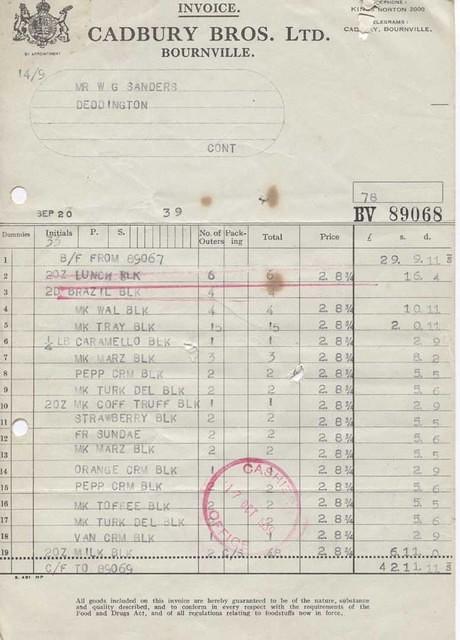 INVOICE.
CADBURY BROS. LTD.
BOURNVILLE.
BY APPOINTMENT
NORTON 2000
BOURNVILLE.
14/9
MR W G SANDERS
DEDDINGTON
CONT
78
SEP 20 39
BV 89068
Dummies Initials P. S. No. of Outers Packing Total Price £ s. d.
1 B/F FROM 89067 29. 9. 11
2 2OZ LUNCH BLK 6 6 2. 8¾ 16. 4
3 BRAZIL BLK 4 4
4 MK WAL BLK 4 4 2. 8¾ 10. 11
5 MK TRAY BLK 15 15 2. 8¾ 2. 0. 11
6 ½ LB CARAMELLO BLK 1 1 2. 8¾ 2. 9
7 MK MARZ BLK 3 3 2. 8¾ 8. 2
8 PEPP CRM BLK 2 2 2. 8¾ 5. 5
9 MK TURK DEL BLK 2 2 2. 8¾ 5. 6
10 2OZ MK COFF TRUFF BLK 1 1 2. 8¾ 2. 9
11 STRAWBERRY BLK 2 2 2. 8¾ 5. 5
12 FR SUNDAE 2 2 2. 8¾ 5. 6
13 MK MARZ BLK 2 2 2. 8¾ 5. 5
14 ORANGE CRM BLK 1 2. 8¾ 2. 9
15 PEPP CRM BLK 2 2. 8¾ 5. 5
16 MK TOFFEE BLK 2 2 2. 8¾ 5. 6
17 MK TURK DEL BLK 2 2. 8¾ 5. 5
18 VAN CRM BLK 1 2. 8¾ 2. 9
19 2OZ MILK BLK 2. 8¾ 6. 11. 0
C/F TO 89069 42. 11. 11
CASHIERS OFFICE
17 OCT
All goods included on this invoice are hereby guaranteed to be of the nature, substance
and quality described, and to conform in every respect with the requirements of the
Food and Drugs Act, and of all regulations relating to foodstuffs now in force.